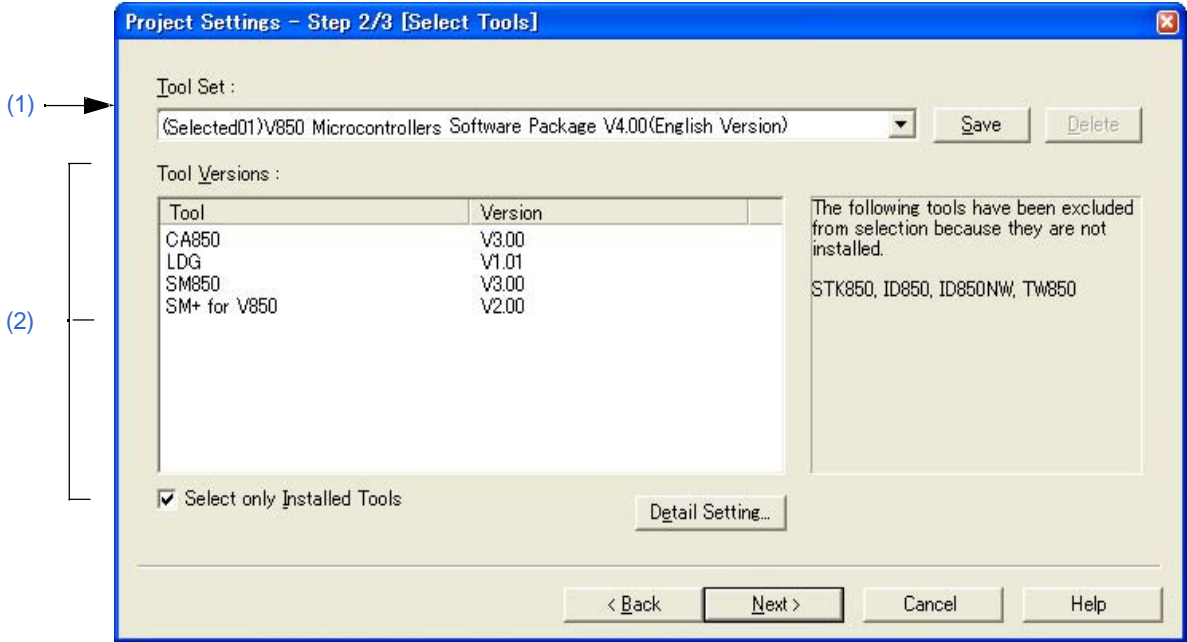 Project Settings - Step 2/3 [Select Tools]
Tool Set :
(1)
(Selected01)V850 Microcontrollers Software Package V4.00(English Version)
Save
Delete
Tool Versions :
Tool Version
CA850 V3.00
LDG V1.01
SM850 V3.00
SM+ for V850 V2.00
The following tools have been excluded
from selection because they are not
installed.
STK850, ID850, ID850NW, TW850
(2)
Select only Installed Tools
Detail Setting...
< Back
Next >
Cancel
Help